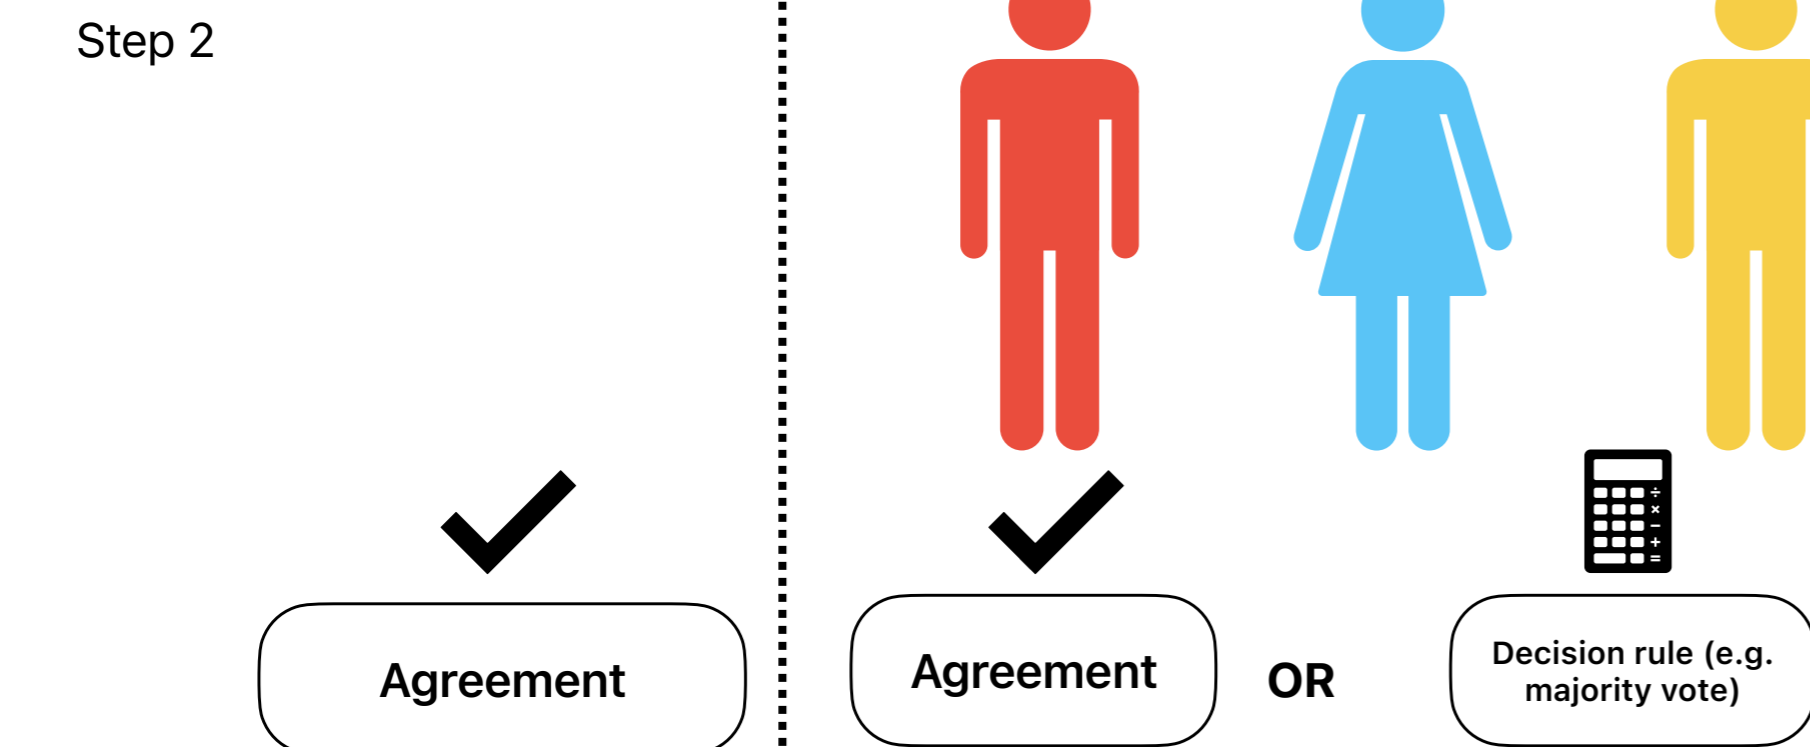 Step 2
Agreement
Agreement
OR
Decision rule (e.g.
majority vote)